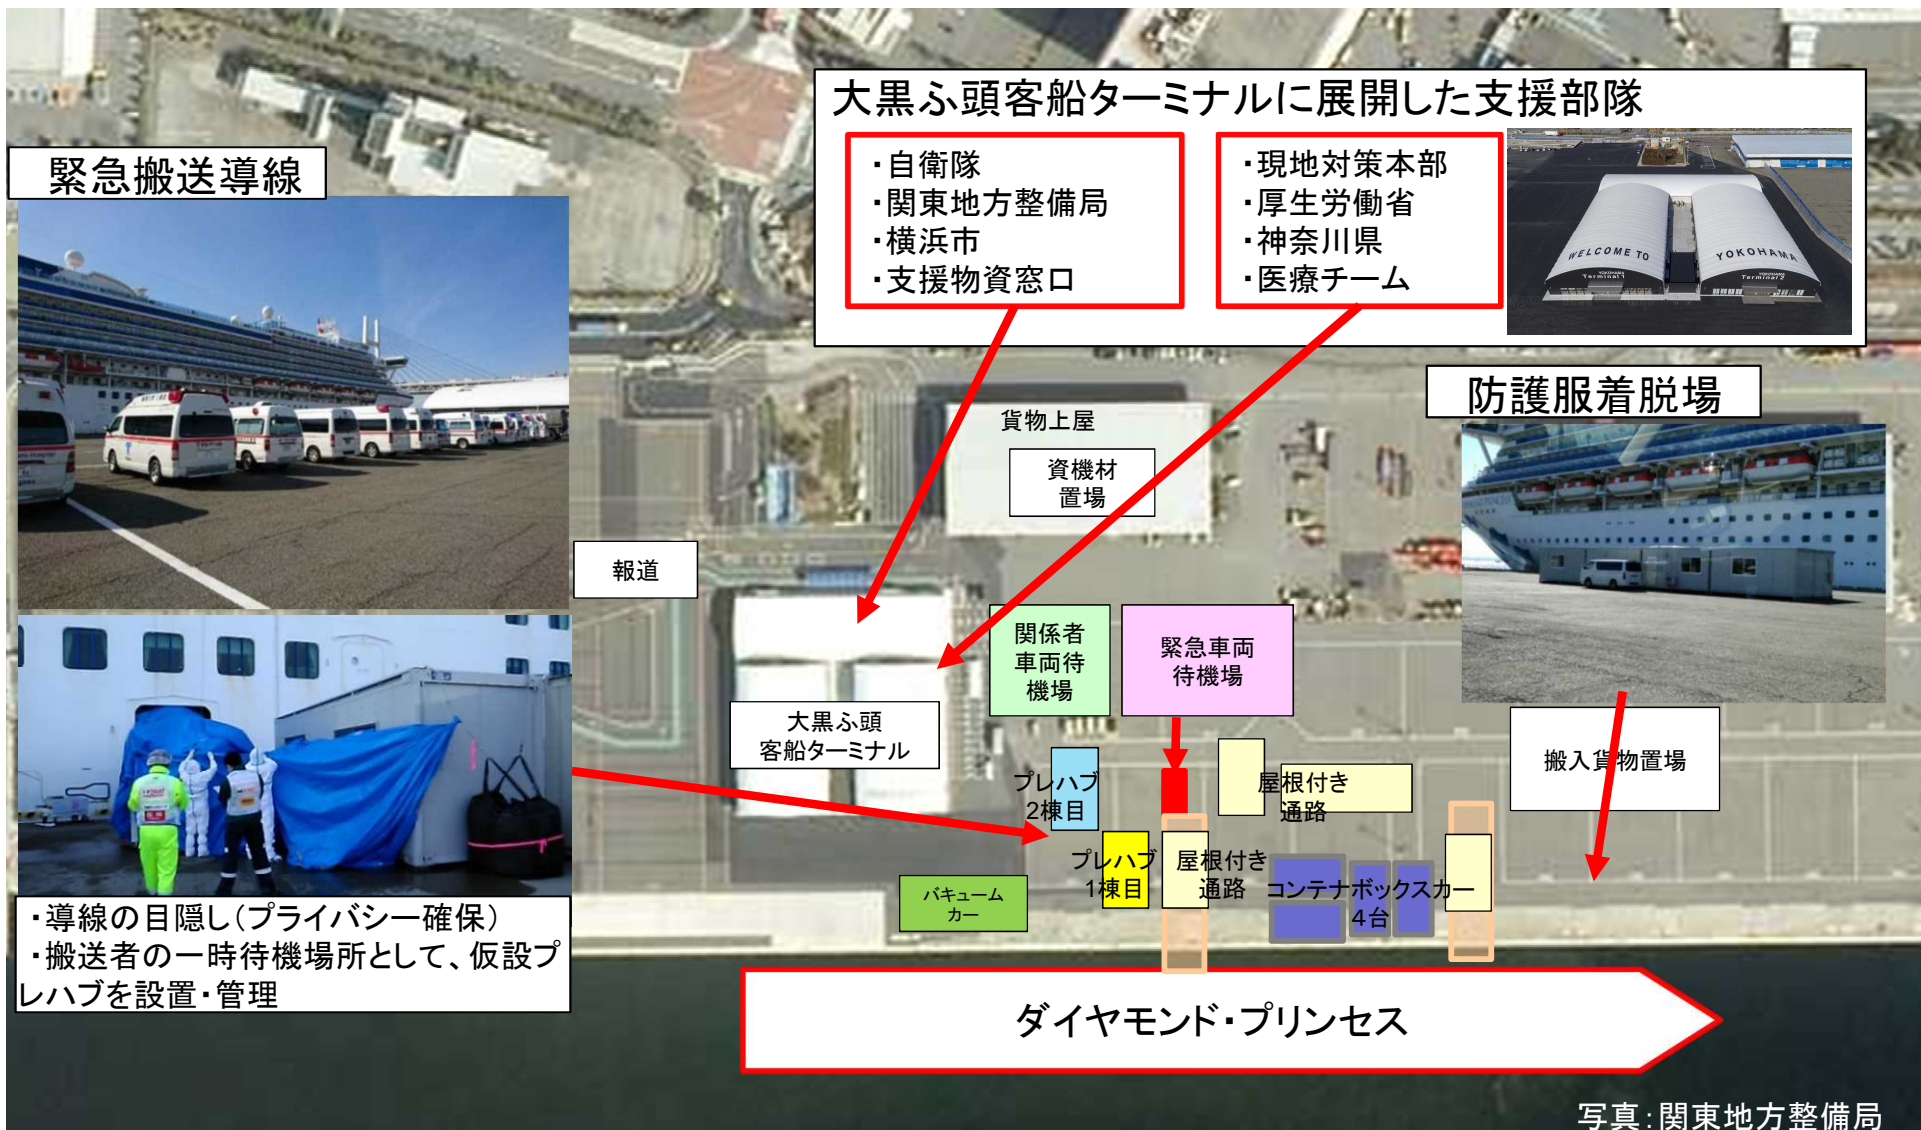 大黒ふ頭客船ターミナルに展開した支援部隊
・自衛隊
・関東地方整備局
・横浜市
・支援物資窓口
・現地対策本部
・厚生労働省
・神奈川県
・医療チーム
WELCOME TO
YOKOHAMA
YOKOHAMA
Terminal 1
YOKOHAMA
Terminal 2
緊急搬送導線
防護服着脱場
貨物上屋
資機材
置場
報道
関係者
車両待
機場
緊急車両
待機場
大黒ふ頭
客船ターミナル
搬入貨物置場
プレハブ
2棟目
屋根付き
通路
プレハブ
1棟目
屋根付き
通路
コンテナボックスカー
4台
バキューム
カー
・導線の目隠し(プライバシー確保)
・搬送者の一時待機場所として、仮設プ
レハブを設置・管理
ダイヤモンド・プリンセス
写真:関東地方整備局